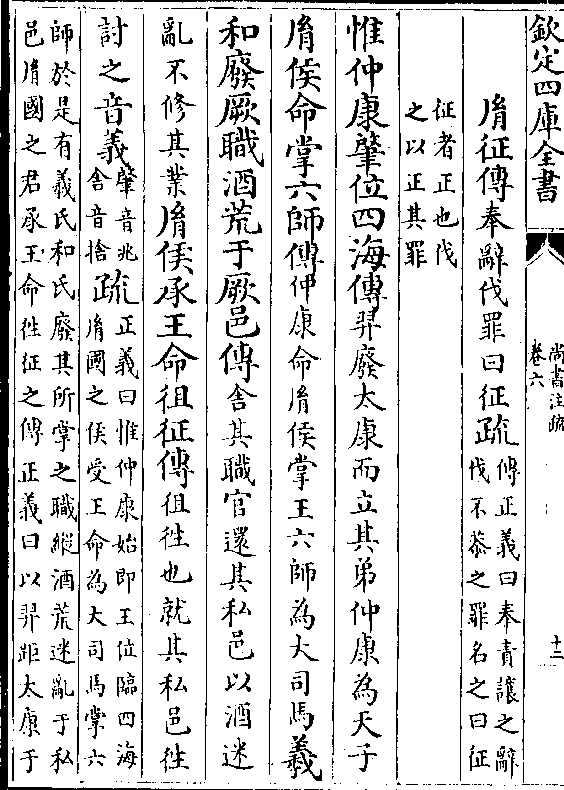 欽定四庫全書
尚書注疏
卷六
十二
胤征傳奉辭伐罪曰征疏傳正義曰奉責讓之辭
伐不恭之罪名之曰征
征者正也伐
之以正其罪
惟仲康肇位四海傳羿廢太康而立其弟仲康為天子
胤侯命掌六師傳仲康命胤侯掌王六師為大司馬羲
和廢厥職酒荒于厥邑傳舍其職官還其私邑以酒迷
亂不修其業胤侯承王命徂征傳徂往也就其私邑往
討之音義肇音兆
舍音捨疏正義曰惟仲康始即王位臨四海
胤國之侯受王命為大司馬掌六
師於是有羲氏和氏廢其所掌之職縱酒荒迷亂于私
邑胤國之君承王命往征之傳正義曰以羿距太康于